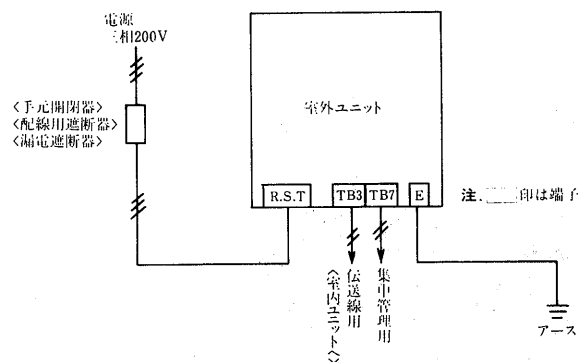 電源
三相200V
<手元開閉器>
<配線用遮断器>
<漏電遮断器>
室外ユニット
R.S.T
TB3
TB7
E
注. 印は端子
伝送線用
<室内ユニットへ>
集中管理用
アース